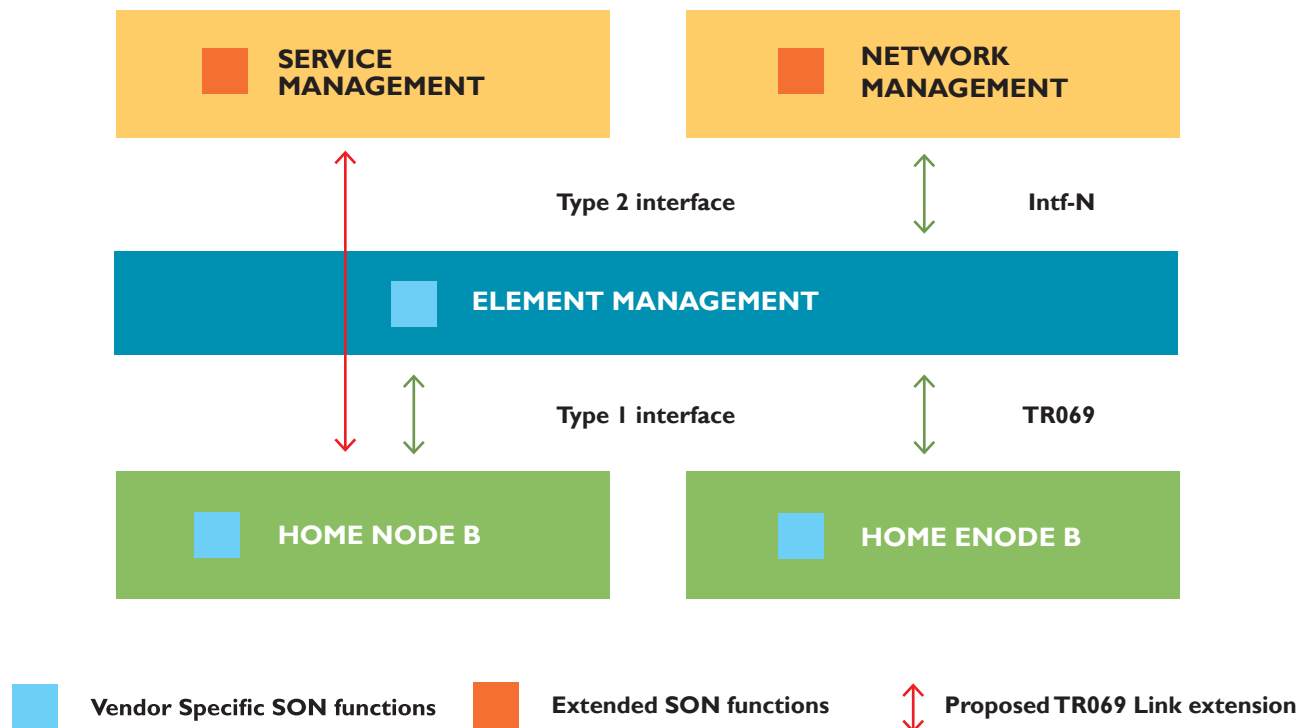 SERVICE
MANAGEMENT
NETWORK
MANAGEMENT
Type 2 interface
Intf-N
ELEMENT MANAGEMENT
Type 1 interface
TR069
HOME NODE B
HOME ENODE B
Vendor Specific SON functions
Extended SON functions
Proposed TR069 Link extension